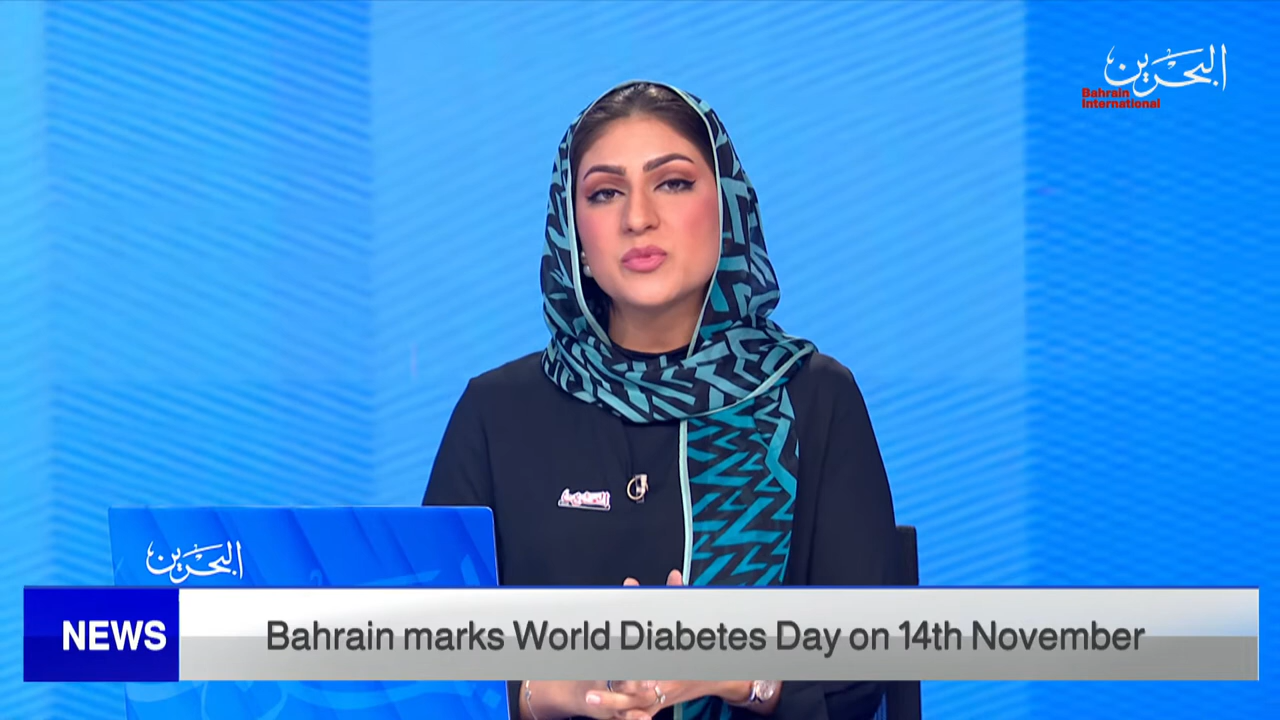 البحرين
Bahrain
International
البحرين
NEWS
Bahrain marks World Diabetes Day on 14th November